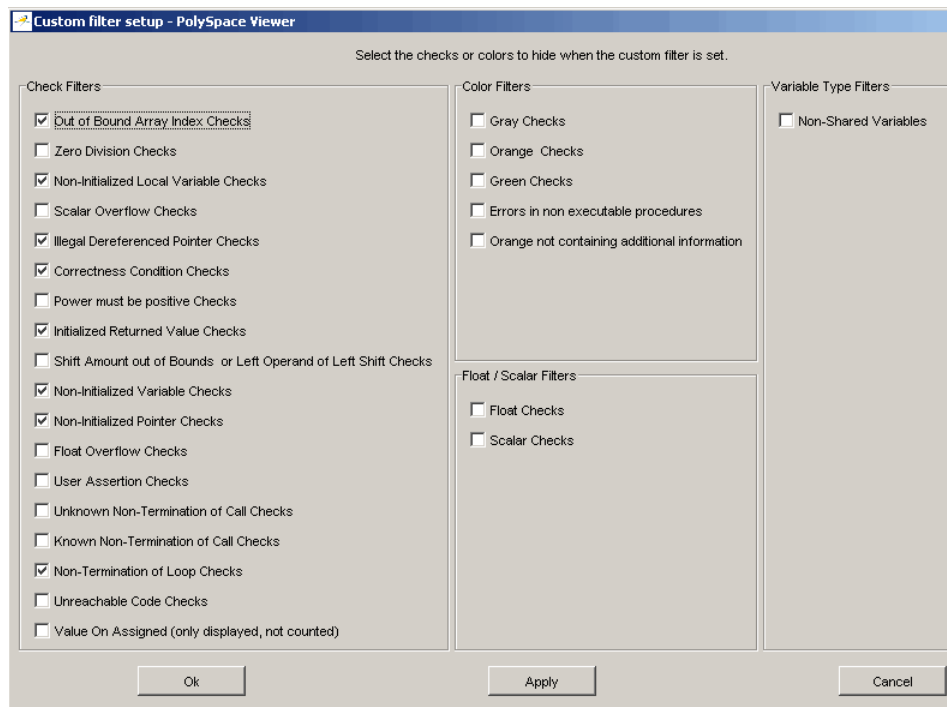 Custom filter setup - PolySpace Viewer
Select the checks or colors to hide when the custom filter is set.
Check Filters
Out of Bound Array Index Checks
Zero Division Checks
Non-Initialized Local Variable Checks
Scalar Overflow Checks
Illegal Dereferenced Pointer Checks
Correctness Condition Checks
Power must be positive Checks
Initialized Returned Value Checks
Shift Amount out of Bounds or Left Operand of Left Shift Checks
Non-Initialized Variable Checks
Non-Initialized Pointer Checks
Float Overflow Checks
User Assertion Checks
Unknown Non-Termination of Call Checks
Known Non-Termination of Call Checks
Non-Termination of Loop Checks
Unreachable Code Checks
Value On Assigned (only displayed, not counted)
Color Filters
Gray Checks
Orange Checks
Green Checks
Errors in non executable procedures
Orange not containing additional information
Float / Scalar Filters
Float Checks
Scalar Checks
Variable Type Filters
Non-Shared Variables
Ok
Apply
Cancel